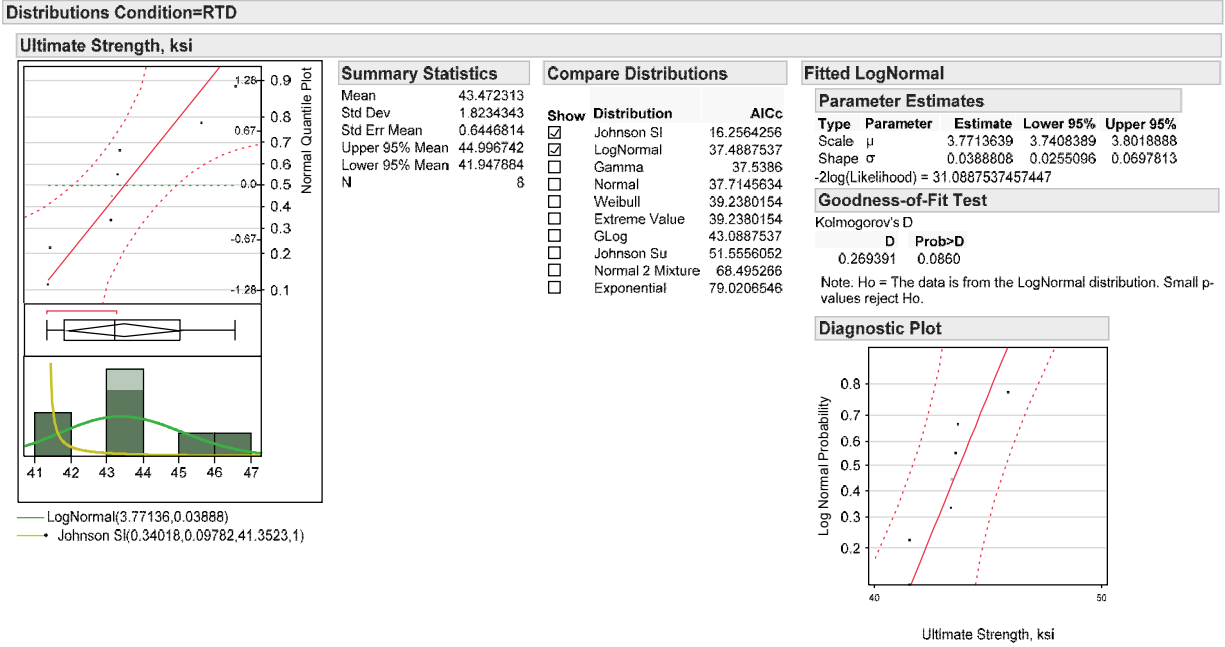 Distributions Condition=RTD
Ultimate Strength, ksi
1.28
0.67
0.0
-0.67
-1.28
0.9
0.8
0.7
0.6
0.5
0.4
0.3
0.2
0.1
Normal Quantile Plot
41 42 43 44 45 46 47
LogNormal(3.77136,0.03888)
Johnson Sl(0.34018,0.09782,41.3523,1)
Summary Statistics
Mean 43.472313
Std Dev 1.8234343
Std Err Mean 0.6446814
Upper 95% Mean 44.996742
Lower 95% Mean 41.947884
N 8
Compare Distributions
Show Distribution AICc
Johnson Sl 16.2564256
LogNormal 37.4887537
Gamma 37.5386
Normal 37.7145634
Weibull 39.2380154
Extreme Value 39.2380154
GLog 43.0887537
Johnson Su 51.5556052
Normal 2 Mixture 68.495266
Exponential 79.0206546
Fitted LogNormal
Parameter Estimates
Type Parameter Estimate Lower 95% Upper 95%
Scale μ 3.7713639 3.7408389 3.8018888
Shape σ 0.0388808 0.0255096 0.0697813
-2log(Likelihood) = 31.0887537457447
Goodness-of-Fit Test
Kolmogorov's D
D Prob>D
0.269391 0.0860
Note. Ho = The data is from the LogNormal distribution. Small p-
values reject Ho.
Diagnostic Plot
Log Normal Probability
0.8
0.7
0.6
0.5
0.4
0.3
0.2
40 50
Ultimate Strength, ksi